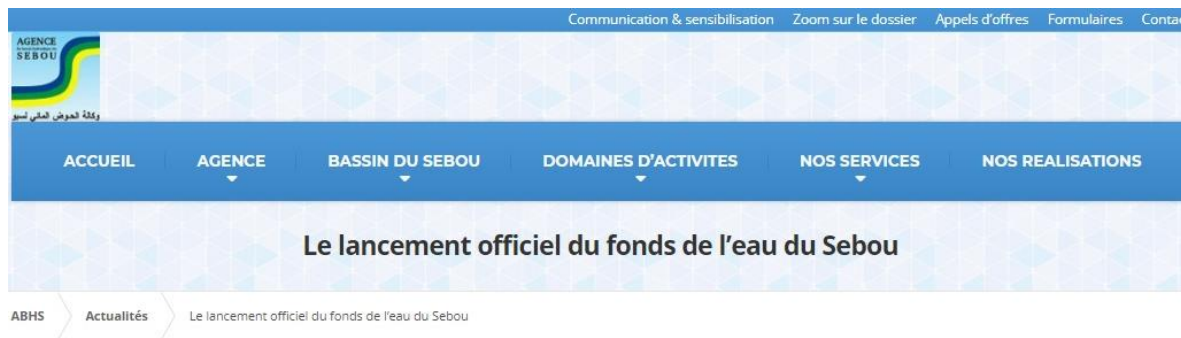 Communication & sensibilisation Zoom sur le dossier Appels d'offres Formulaires Contac
AGENCE
SEBOU
وكالة الحوض المائي لسبو
ACCUEIL AGENCE BASSIN DU SEBOU DOMAINES D'ACTIVITES NOS SERVICES NOS REALISATIONS
Le lancement officiel du fonds de l'eau du Sebou
ABHS Actualités Le lancement officiel du fonds de l'eau du Sebou